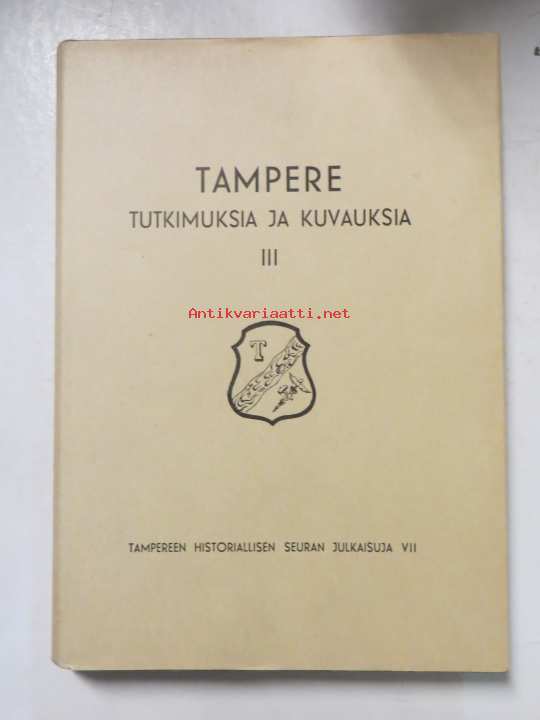 TAMPERE
TUTKIMUKSIA JA KUVAUKSIA
III
Antikvariaatti.net
T
TAMPEREEN HISTORIALLISEN SEURAN JULKAISUJA VII